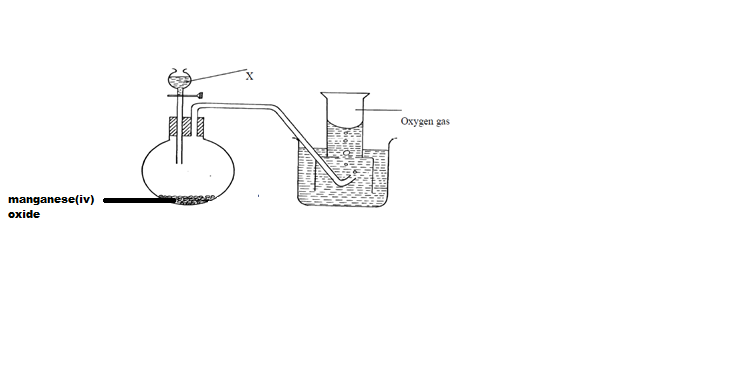 X
Oxygen gas
manganese(iv)
oxide